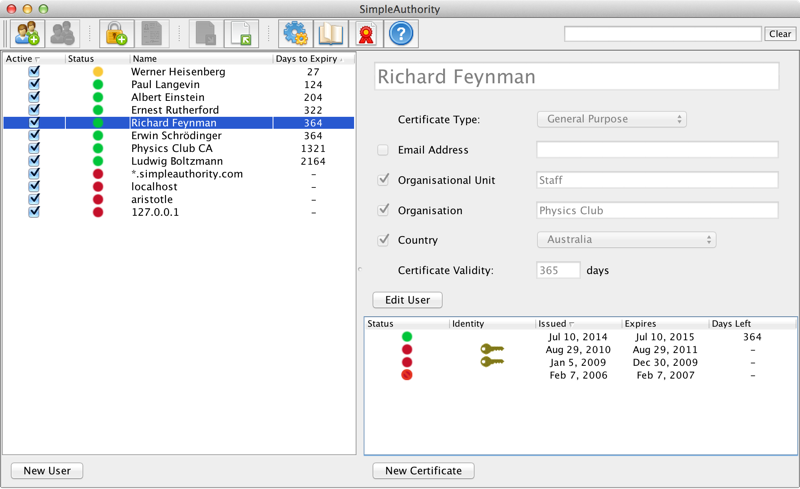 SimpleAuthority
Clear
Active Status Name Days to Expiry
Werner Heisenberg 27
Paul Langevin 124
Albert Einstein 204
Ernest Rutherford 322
Richard Feynman 364
Erwin Schrödinger 364
Physics Club CA 1321
Ludwig Boltzmann 2164
*.simpleauthority.com -
localhost -
aristotle -
127.0.0.1 -
New User
Richard Feynman
Certificate Type: General Purpose
Email Address
Organisational Unit Staff
Organisation Physics Club
Country Australia
Certificate Validity: 365 days
Edit User
Status Identity Issued Expires Days Left
Jul 10, 2014 Jul 10, 2015 364
Aug 29, 2010 Aug 29, 2011 -
Jan 5, 2009 Dec 30, 2009 -
Feb 7, 2006 Feb 7, 2007 -
New Certificate